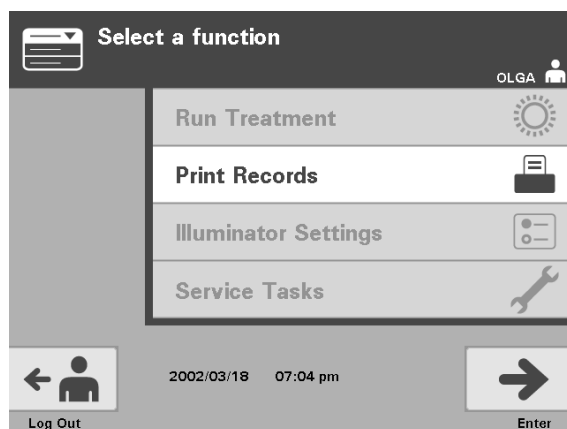 Select a function
OLGA
Run Treatment
Print Records
Illuminator Settings
Service Tasks
2002/03/18 07:04 pm
Log Out
Enter